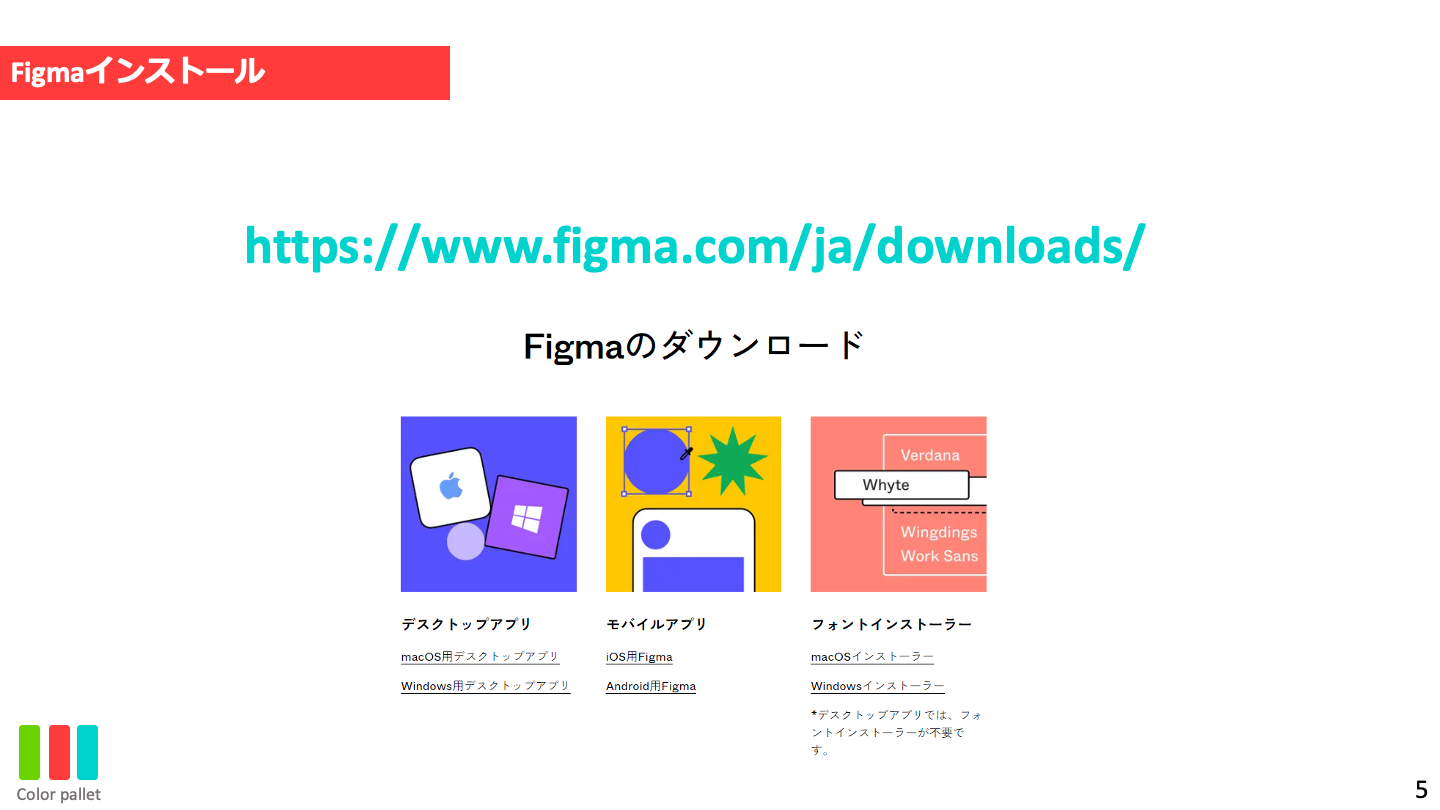 Figmaインストール
https://www.figma.com/ja/downloads/
Figmaのダウンロード
Verdana
Whyte
Wingdings
Work Sans
デスクトップアプリ
macOS用デスクトップアプリ
Windows用デスクトップアプリ
モバイルアプリ
iOS用Figma
Android用Figma
フォントインストーラー
macOSインストーラー
Windowsインストーラー
*デスクトップアプリでは、フォ
ントインストーラーが不要で
す。
Color pallet
5